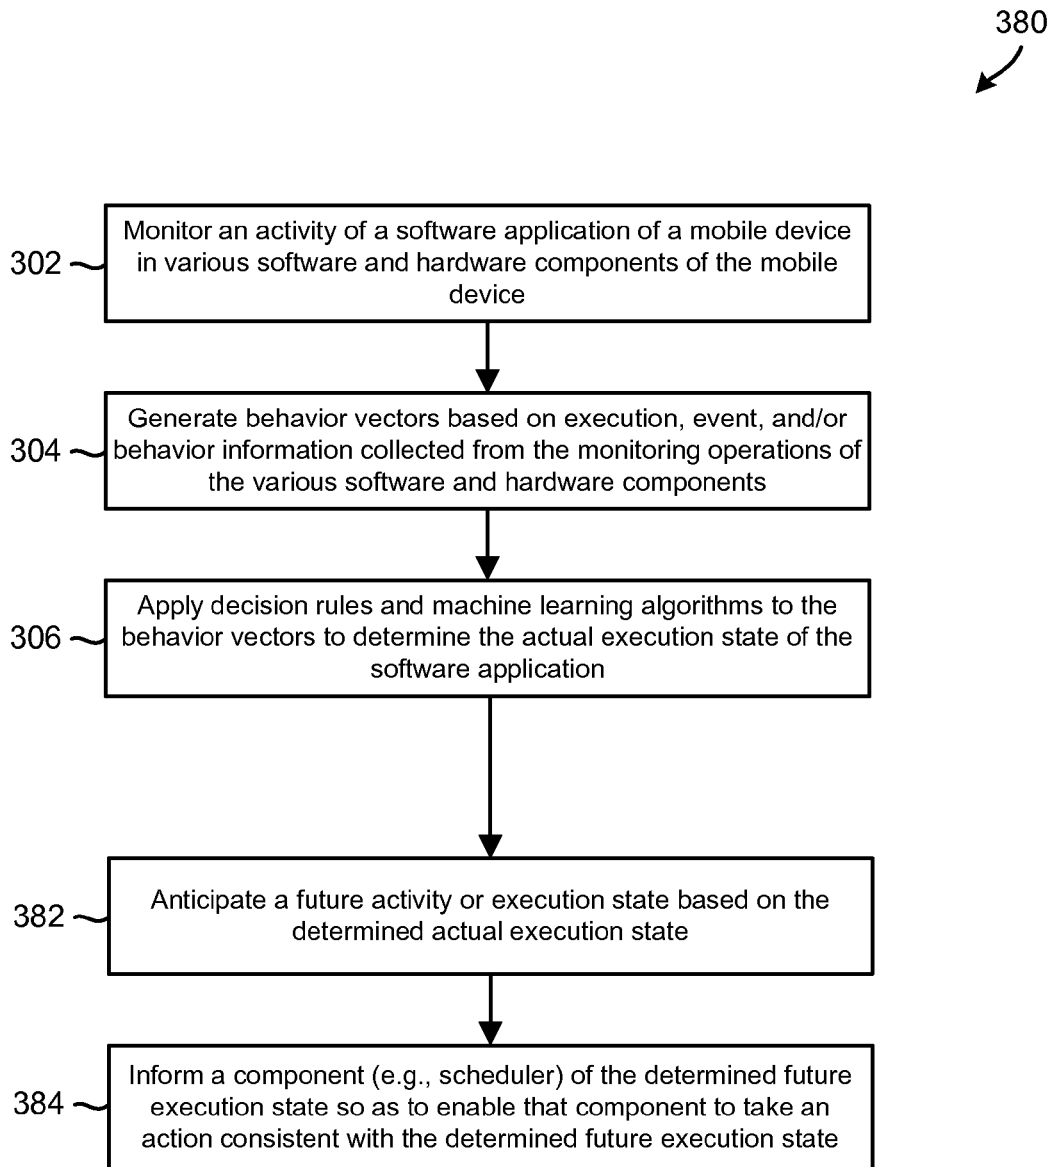 380
302
Monitor an activity of a software application of a mobile device
in various software and hardware components of the mobile
device
304
Generate behavior vectors based on execution, event, and/or
behavior information collected from the monitoring operations of
the various software and hardware components
306
Apply decision rules and machine learning algorithms to the
behavior vectors to determine the actual execution state of the
software application
382
Anticipate a future activity or execution state based on the
determined actual execution state
384
Inform a component (e.g., scheduler) of the determined future
execution state so as to enable that component to take an
action consistent with the determined future execution state